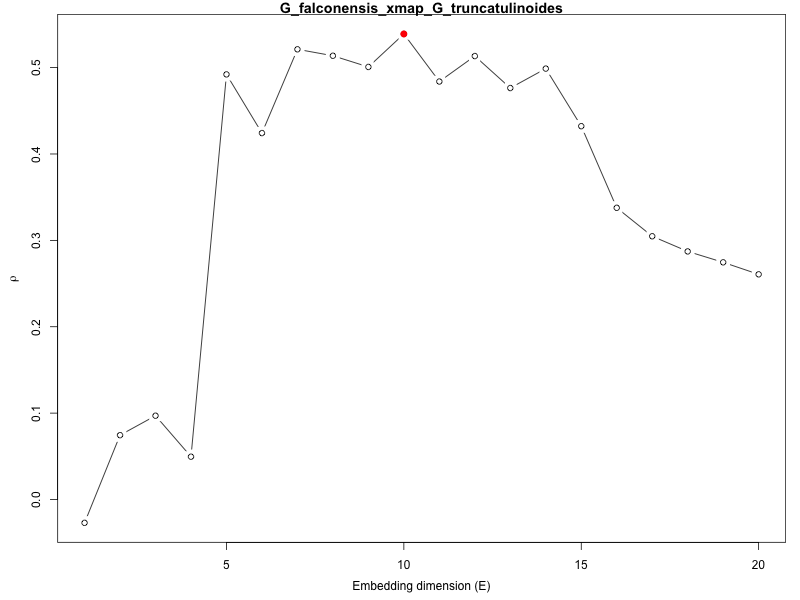 G_falconensis_xmap_G_truncatulinoides
0.5
0.4
0.3
0.2
0.1
0.0
ρ
5 10 15 20
Embedding dimension (E)